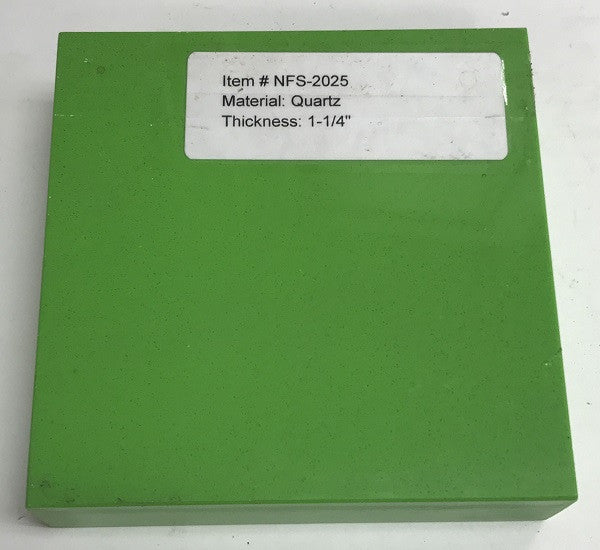 Item # NFS-2025
Material: Quartz
Thickness: 1-1/4"